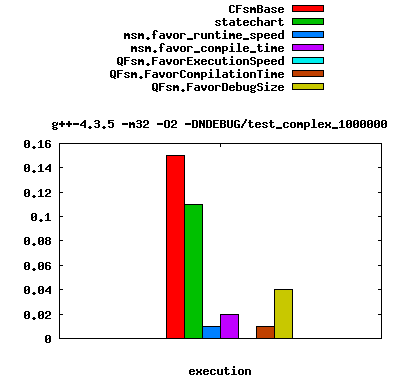 CFsmBase
statechart
msm.favor_runtime_speed
msm.favor_compile_time
QFsm.FavorExecutionSpeed
QFsm.FavorCompilationTime
QFsm.FavorDebugSize
g++-4.3.5 -m32 -O2 -DNDEBUG/test_complex_1000000
0.16
0.14
0.12
0.1
0.08
0.06
0.04
0.02
0
execution